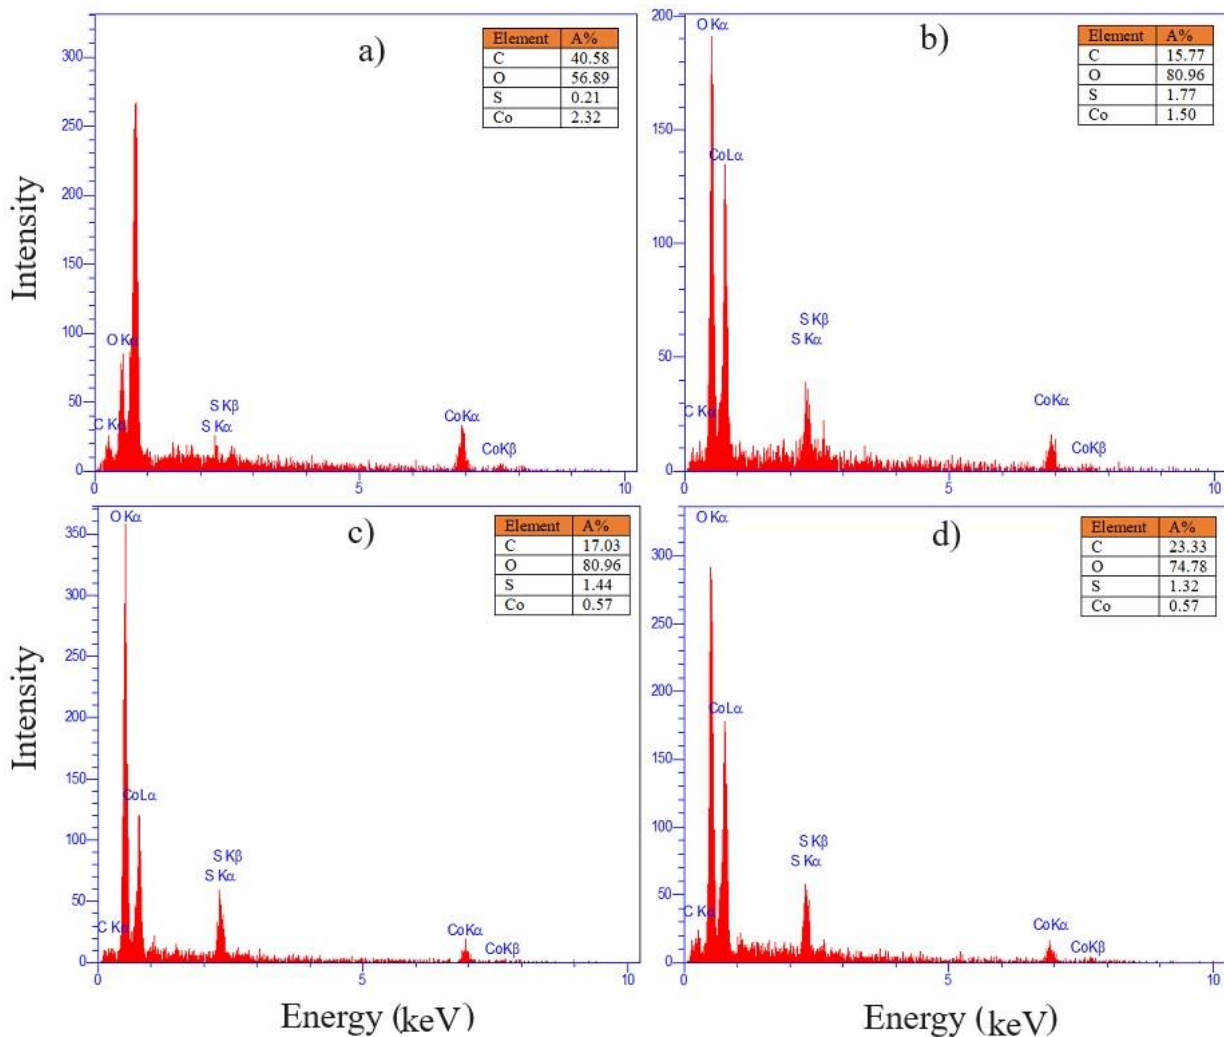 a)
Element A%
C 40.58
O 56.89
S 0.21
Co 2.32
300
250
200
150
100
50
0
O Kα
C Kα
S Kβ
S Kα
CoKα
CoKβ
0 5 10
Intensity
b)
Element A%
C 15.77
O 80.96
S 1.77
Co 1.50
200
150
100
50
0
O Kα
CoLα
S Kβ
S Kα
C Kα
CoKα
CoKβ
0 5 10
c)
Element A%
C 17.03
O 80.96
S 1.44
Co 0.57
350
300
250
200
150
100
50
0
O Kα
CoLα
S Kβ
S Kα
C Kα
CoKα
CoKβ
0 5 10
Intensity
Energy (keV)
d)
Element A%
C 23.33
O 74.78
S 1.32
Co 0.57
300
250
200
150
100
50
0
O Kα
CoLα
S Kβ
S Kα
C Kα
CoKα
CoKβ
0 5 10
Energy (keV)